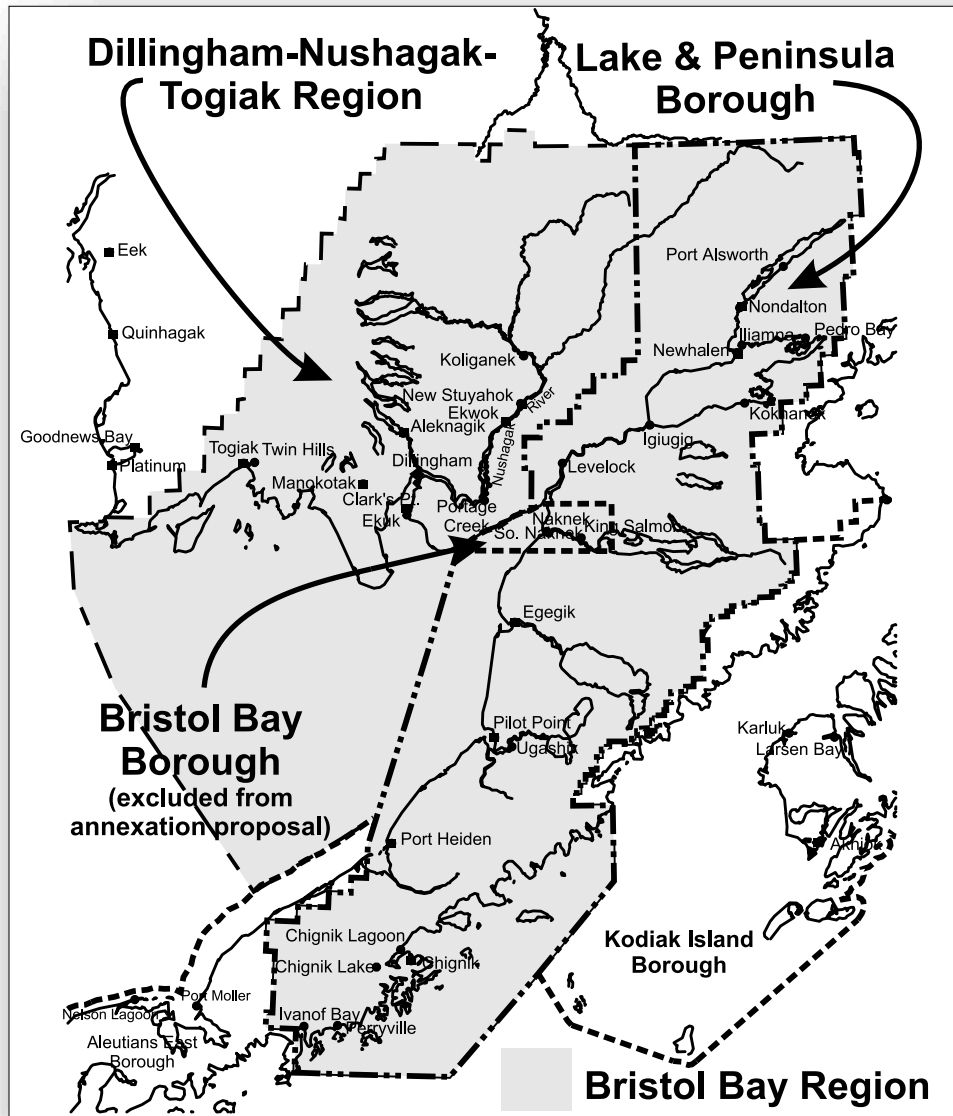 Dillingham-Nushagak-
Togiak Region
Lake & Peninsula
Borough
Eek
Port Alsworth
Nondalton
Quinhagak
Iliamna
Pedro Bay
Newhalen
Koliganek
New Stuyahok
River
Ekwok
Kokhanok
Aleknagik
Igiugig
Goodnews Bay
Togiak
Twin Hills
Nushagak
Platinum
Dillingham
Levelock
Manokotak
Clark's Pt.
Portage
Creek
Ekuk
Naknek
King Salmon
So. Naknek
Egegik
Bristol Bay
Borough
(excluded from
annexation proposal)
Pilot Point
Ugashik
Karluk
Larsen Bay
Port Heiden
Akhiok
Chignik Lagoon
Kodiak Island
Borough
Chignik Lake
Chignik
Port Moller
Nelson Lagoon
Ivanof Bay
Perryville
Aleutians East
Borough
Bristol Bay Region